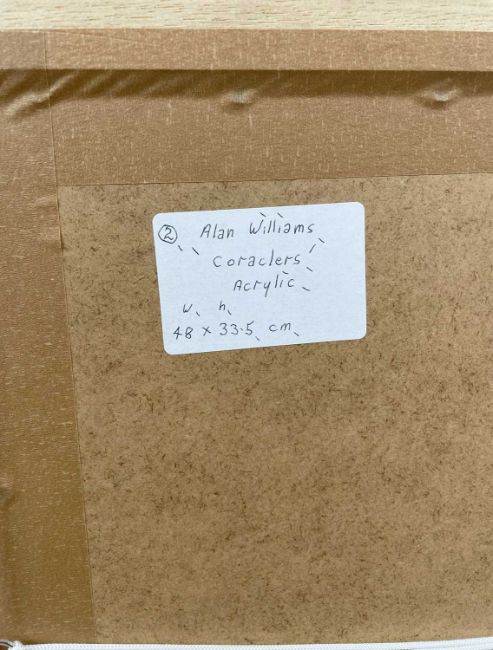 ② Alan Williams
Coraclers
Acrylic
W h
48 x 33.5 cm